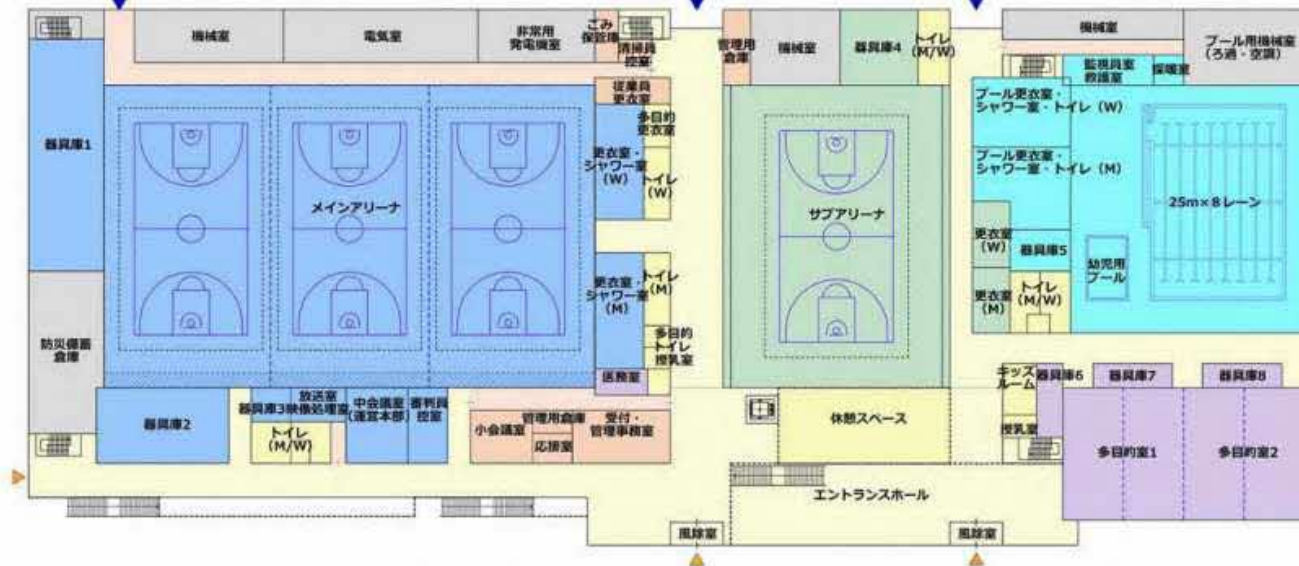 機械室
電気室
非常用
発電機室
ごみ
保管庫
清掃員
控室
管理用
倉庫
機械室
器具庫4
トイレ
(M/W)
機械室
プール用機械室
(ろ過・空調)
監視員室
救護室
採暖室
器具庫1
従業員
更衣室
多目的
更衣室
更衣室・
シャワー室
(W)
トイレ
(W)
メインアリーナ
サブアリーナ
プール更衣室・
シャワー室・トイレ (W)
プール更衣室・
シャワー室・トイレ (M)
25m×8レーン
更衣室
(W)
器具庫5
幼児用
プール
更衣室
(M)
トイレ
(M/W)
更衣室・
シャワー室
(M)
トイレ
(M)
多目的
トイレ
授乳室
医務室
防災備蓄
倉庫
器具庫2
器具庫3
放送室
映像処理室
トイレ
(M/W)
中会議室
(運営本部)
審判員
控室
小会議室
管理用倉庫
応接室
受付・
管理事務室
休憩スペース
キッズ
ルーム
器具庫6
器具庫7
器具庫8
授乳室
多目的室1
多目的室2
エントランスホール
風除室
風除室